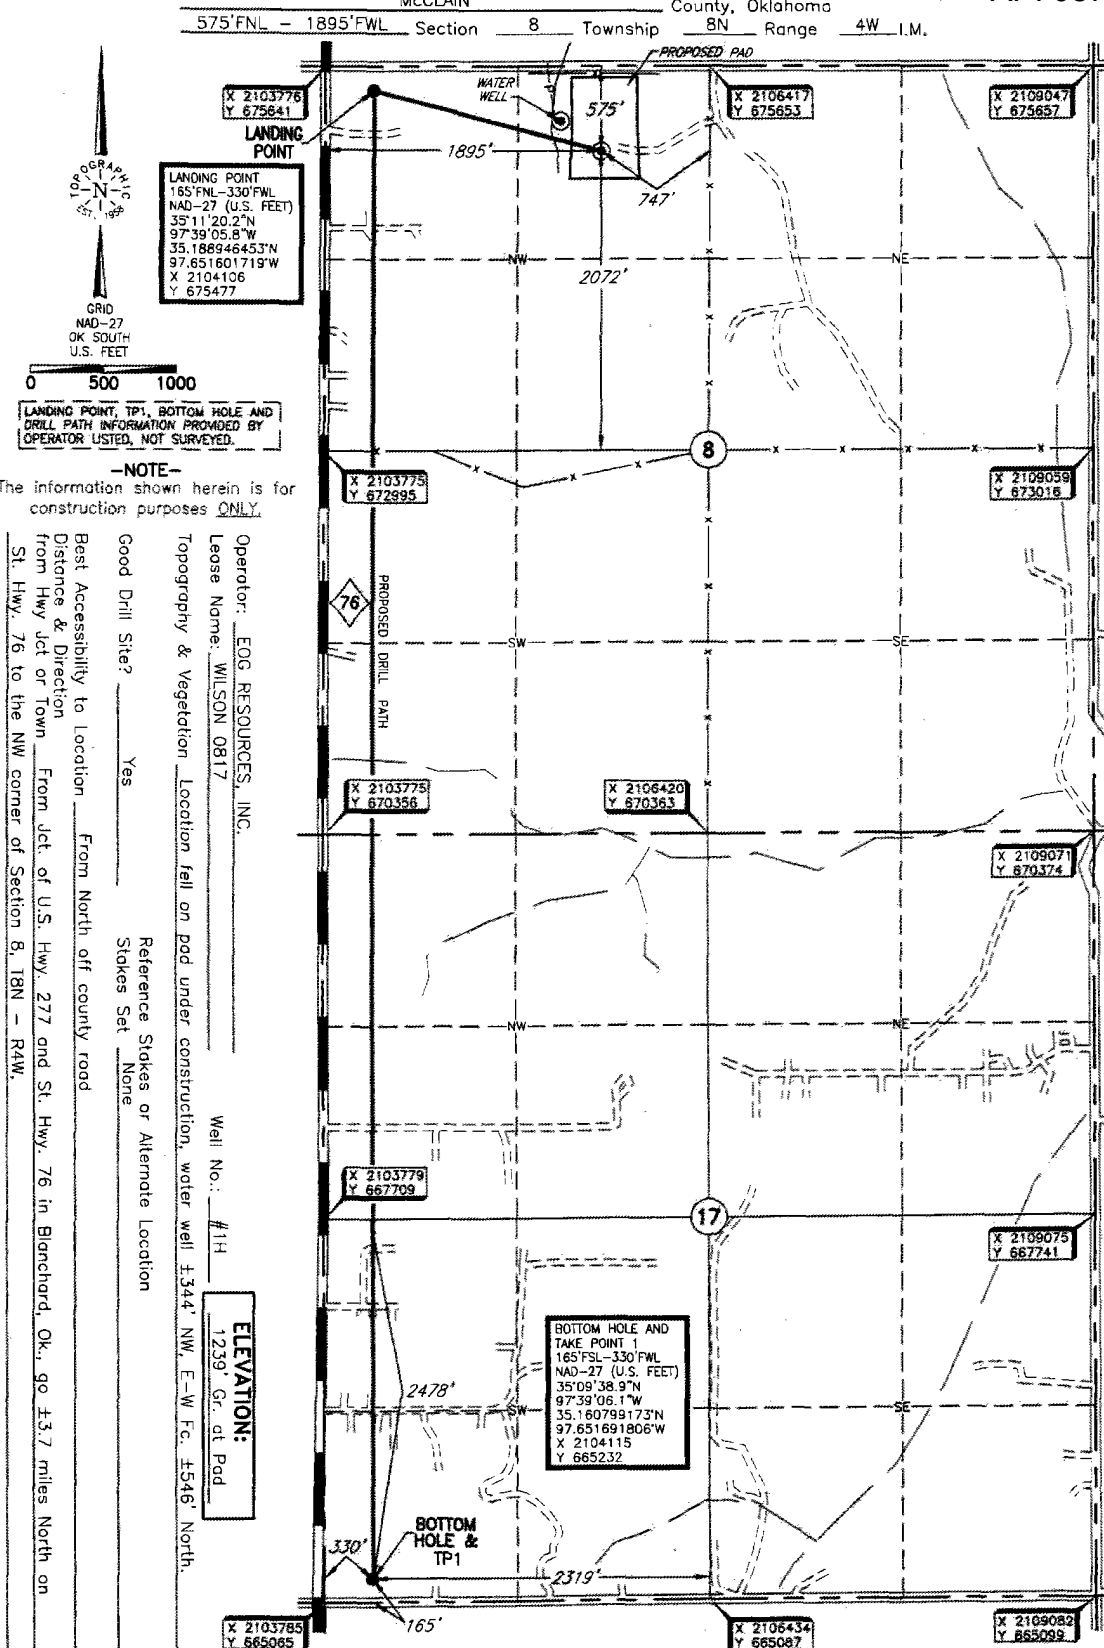 McCLAIN County, Oklahoma
575'FNL - 1895'FWL Section 8 Township 8N Range 4W I.M.
PROPOSED PAD
WATER
WELL
X 2103776
Y 675641
X 2106417
Y 675653
X 2109047
Y 675657
LANDING
POINT
575'
1895'
747'
2072'
TOPOGRAPHIC
N
EST. 1958
LANDING POINT
165'FNL-330'FWL
NAD-27 (U.S. FEET)
35°11'20.2"N
97°39'05.8"W
35.188946453°N
97.651601719°W
X 2104106
Y 675477
NW
NE
GRID
NAD-27
OK SOUTH
U.S. FEET
0 500 1000
LANDING POINT, TP1, BOTTOM HOLE AND
DRILL PATH INFORMATION PROVIDED BY
OPERATOR LISTED, NOT SURVEYED.
8
-NOTE-
The information shown herein is for
construction purposes ONLY.
X 2103775
Y 672995
X 2109059
Y 673016
76
PROPOSED DRILL PATH
SW
SE
X 2103775
Y 670356
X 2106420
Y 670363
X 2109071
Y 670374
NW
NE
X 2103779
Y 667709
17
X 2109075
Y 667741
BOTTOM HOLE AND
TAKE POINT 1
165'FSL-330'FWL
NAD-27 (U.S. FEET)
35°09'38.9"N
97°39'06.1"W
35.160799173°N
97.651691806°W
X 2104115
Y 665232
2478'
SW
SE
BOTTOM
HOLE &
TP1
330'
2319'
165'
X 2103785
Y 665065
X 2106434
Y 665087
X 2109082
Y 665099
Operator: EOG RESOURCES, INC.
Lease Name: WILSON 0817 Well No.: #1H
ELEVATION:
1239' Gr. at Pad
Topography & Vegetation Location fell on pad under construction, water well ±344' NW, E-W Fc. ±546' North.
Good Drill Site? Yes
Reference Stakes or Alternate Location
Stakes Set None
Best Accessibility to Location From North off county road
Distance & Direction
from Hwy Jct or Town From Jct. of U.S. Hwy. 277 and St. Hwy. 76 in Blanchard, Ok., go ±3.7 miles North on
St. Hwy. 76 to the NW corner of Section 8, T8N - R4W.